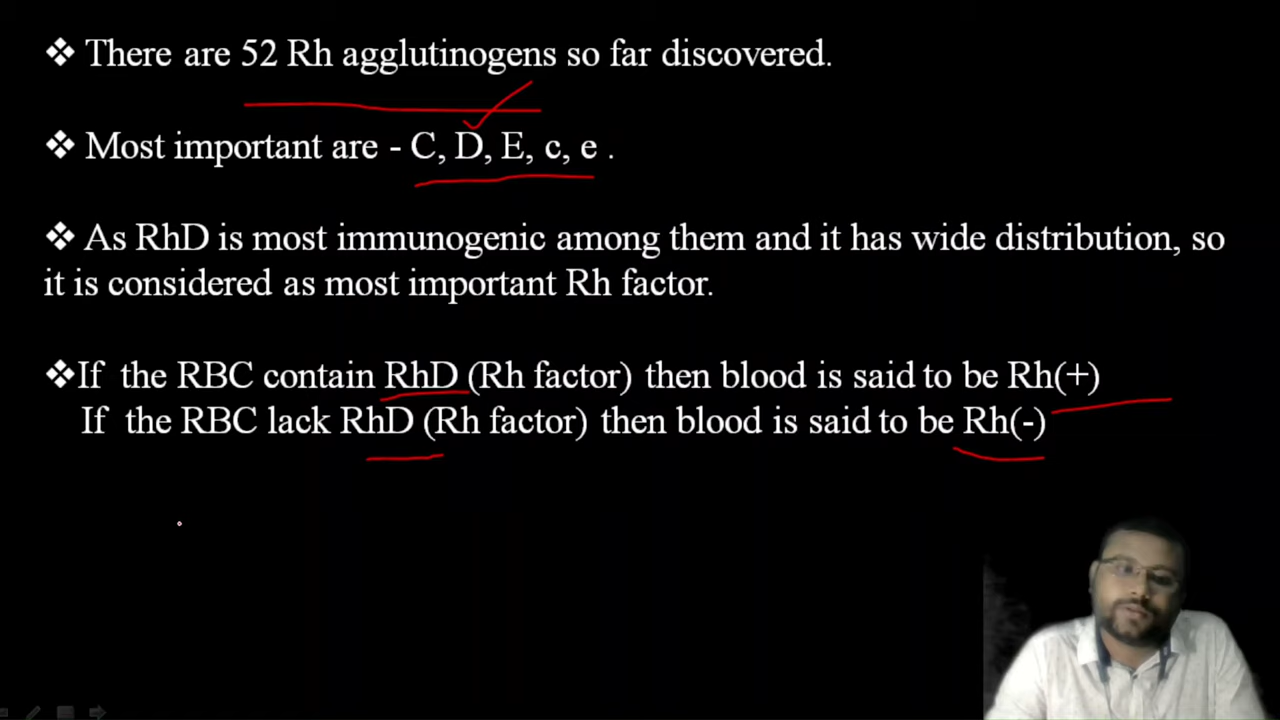 ❖ There are 52 Rh agglutinogens so far discovered.
❖ Most important are - C, D, E, c, e .
❖ As RhD is most immunogenic among them and it has wide distribution, so
it is considered as most important Rh factor.
❖If the RBC contain RhD (Rh factor) then blood is said to be Rh(+)
If the RBC lack RhD (Rh factor) then blood is said to be Rh(-)